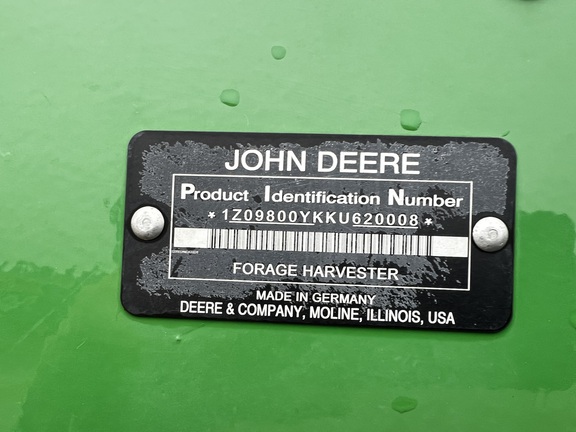 JOHN DEERE
Product Identification Number
*1Z09800YKKU620008*
FORAGE HARVESTER
MADE IN GERMANY
DEERE & COMPANY, MOLINE, ILLINOIS, USA